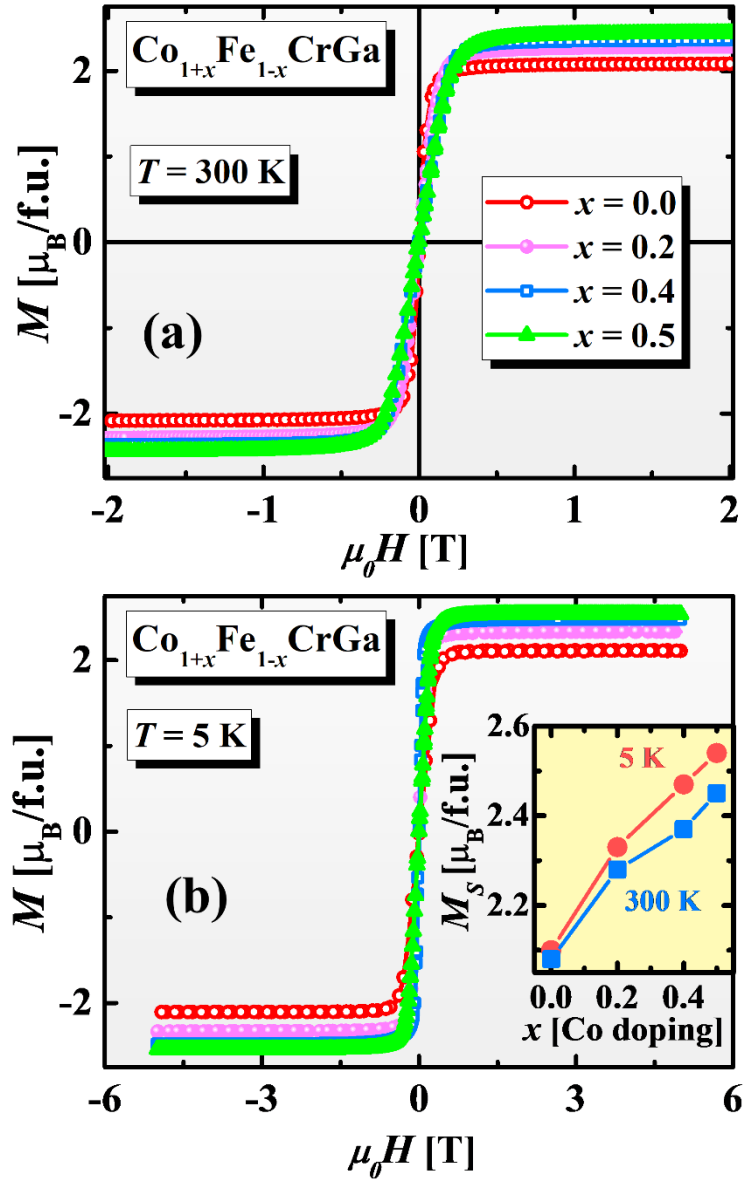 Co₁₊ₓFe₁₋ₓCrGa
T = 300 K
x = 0.0
x = 0.2
x = 0.4
x = 0.5
(a)
M [μB/f.u.]
2
0
-2
-2 -1 0 1 2
μ₀H [T]
Co₁₊ₓFe₁₋ₓCrGa
T = 5 K
(b)
M [μB/f.u.]
2
0
-2
-6 -3 0 3 6
μ₀H [T]
5 K
300 K
MS [μB/f.u.]
2.6
2.4
2.2
0.0 0.2 0.4
x [Co doping]